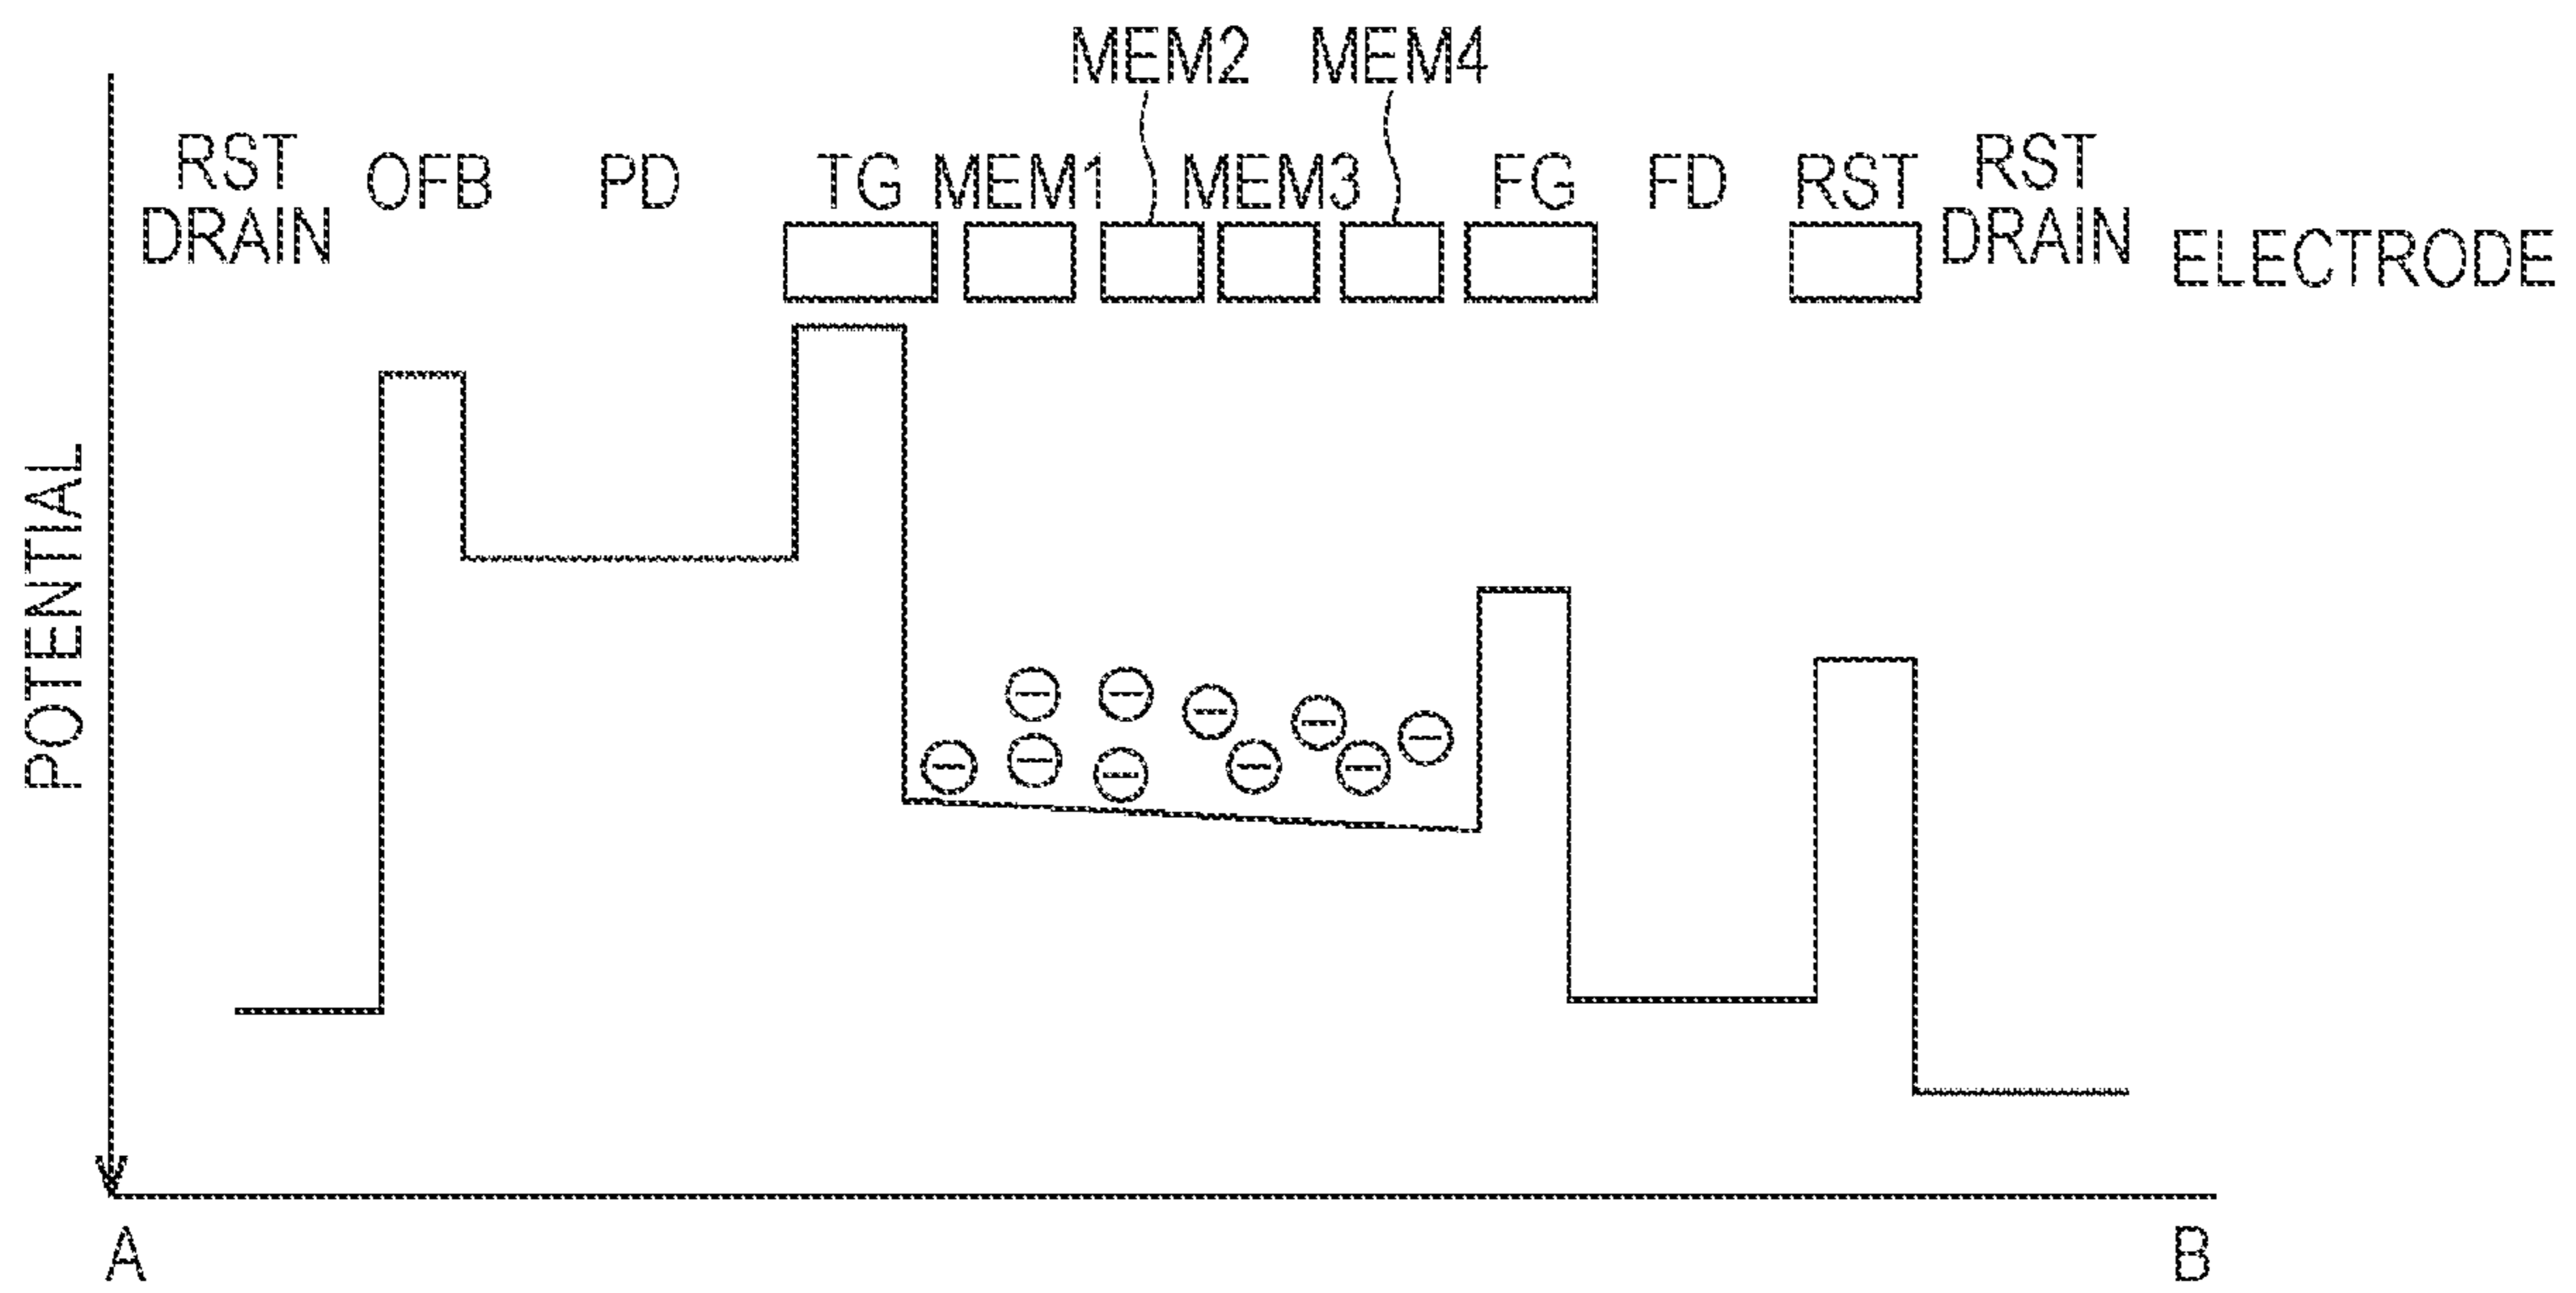 MEM2 MEM4
RST
DRAIN
OFB
PD
TG
MEM1
MEM3
FG
FD
RST
RST
DRAIN
ELECTRODE
POTENTIAL
A
B